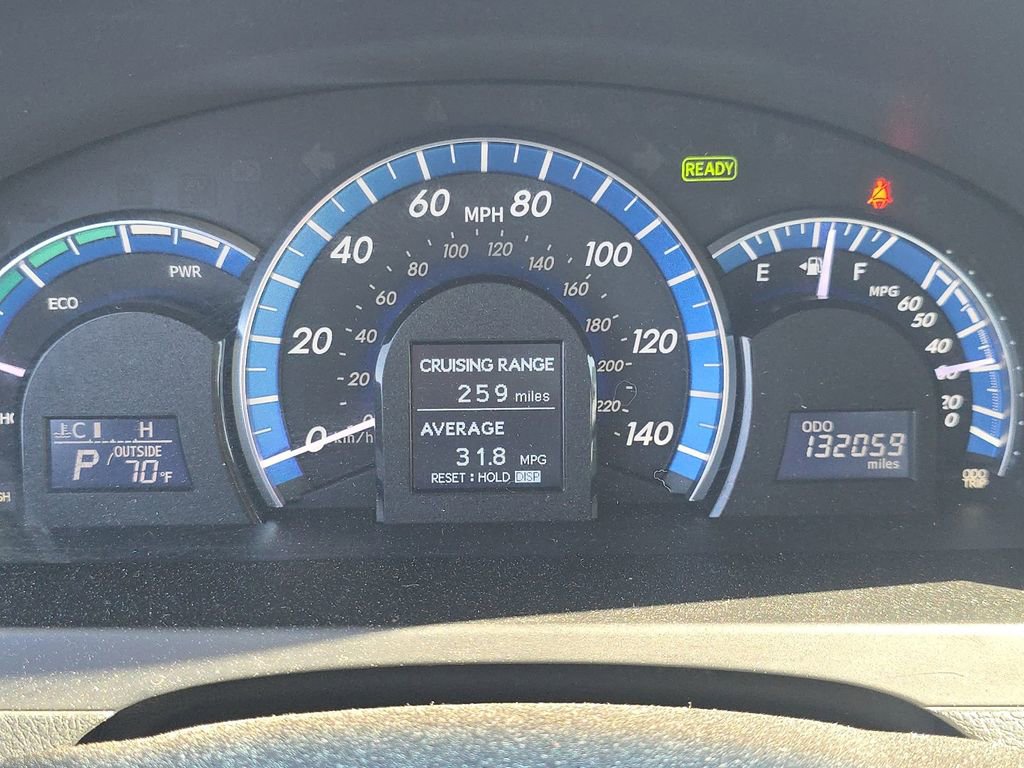 READY
PWR
ECO
C H
P OUTSIDE
70°F
MPH
0 20 40 60 80 100 120 140
km/h
20 40 60 80 100 120 140 160 180 200 220
CRUISING RANGE
259 miles
AVERAGE
31.8 MPG
RESET : HOLD DISP
E F
MPG
60
50
40
20
0
ODO
132059
miles
ODO
TRIP